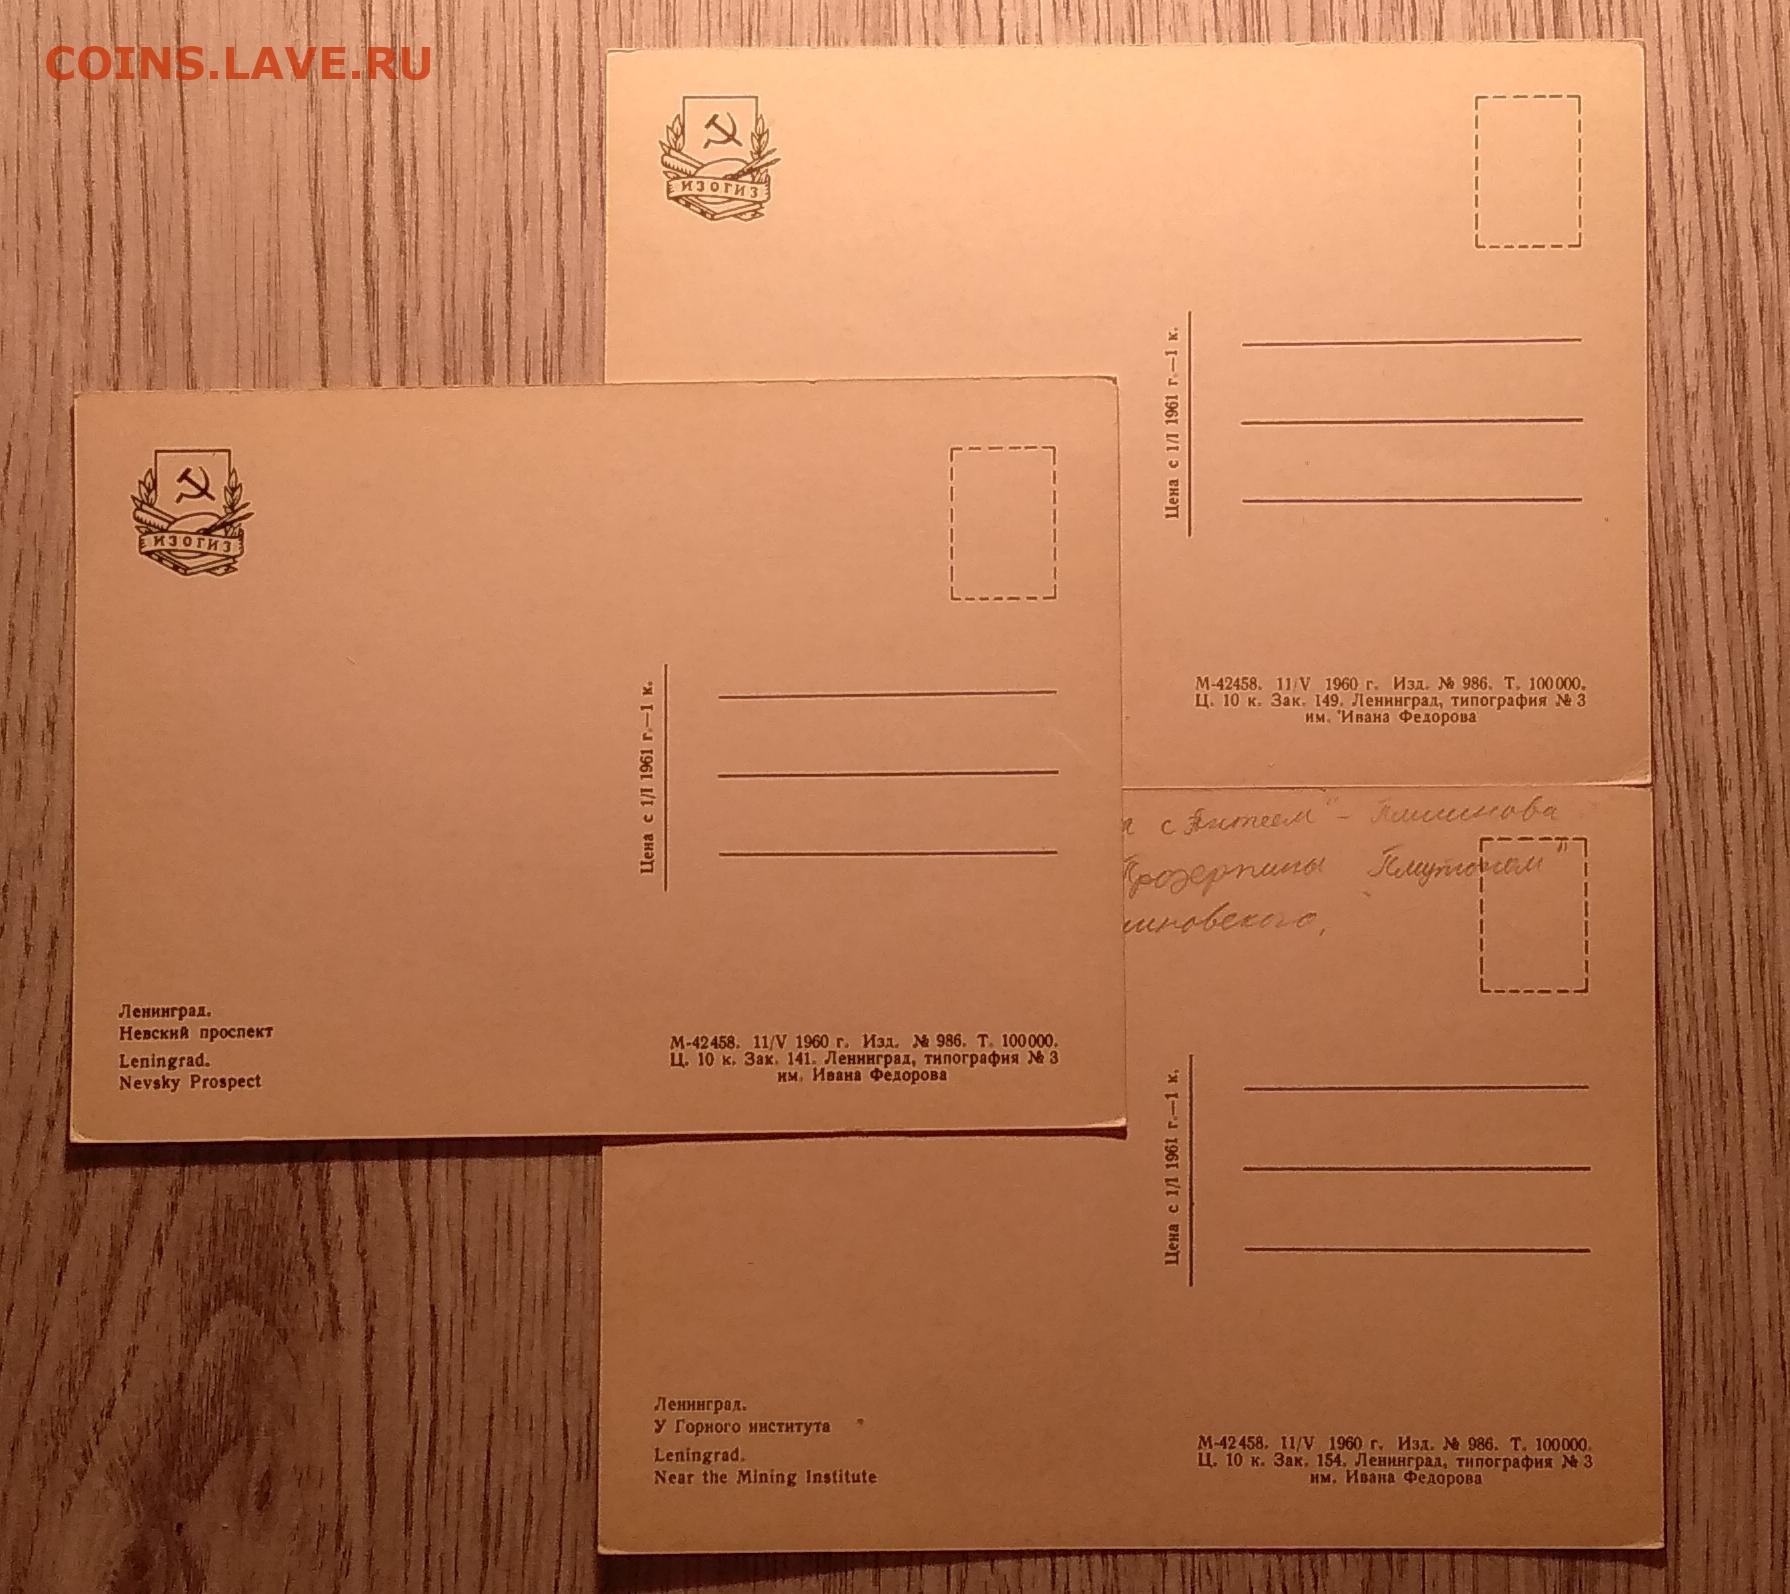 COINS.LAVE.RU
ИЗОГИЗ
Цена с 1/I 1961 г.—1 к.
М-42458. 11/V 1960 г. Изд. № 986. Т. 100000.
Ц. 10 к. Зак. 149. Ленинград, типография № 3
им. Ивана Федорова
ИЗОГИЗ
Цена с 1/I 1961 г.—1 к.
Ленинград.
Невский проспект
Leningrad.
Nevsky Prospect
М-42458. 11/V 1960 г. Изд. № 986. Т. 100000.
Ц. 10 к. Зак. 141. Ленинград, типография № 3
им. Ивана Федорова
с Антеем" –
Прозерпины Плутоном"
Цена с 1/I 1961 г.—1 к.
Ленинград.
У Горного института
Leningrad.
Near the Mining Institute
М-42458. 11/V 1960 г. Изд. № 986. Т. 100000.
Ц. 10 к. Зак. 154. Ленинград, типография № 3
им. Ивана Федорова